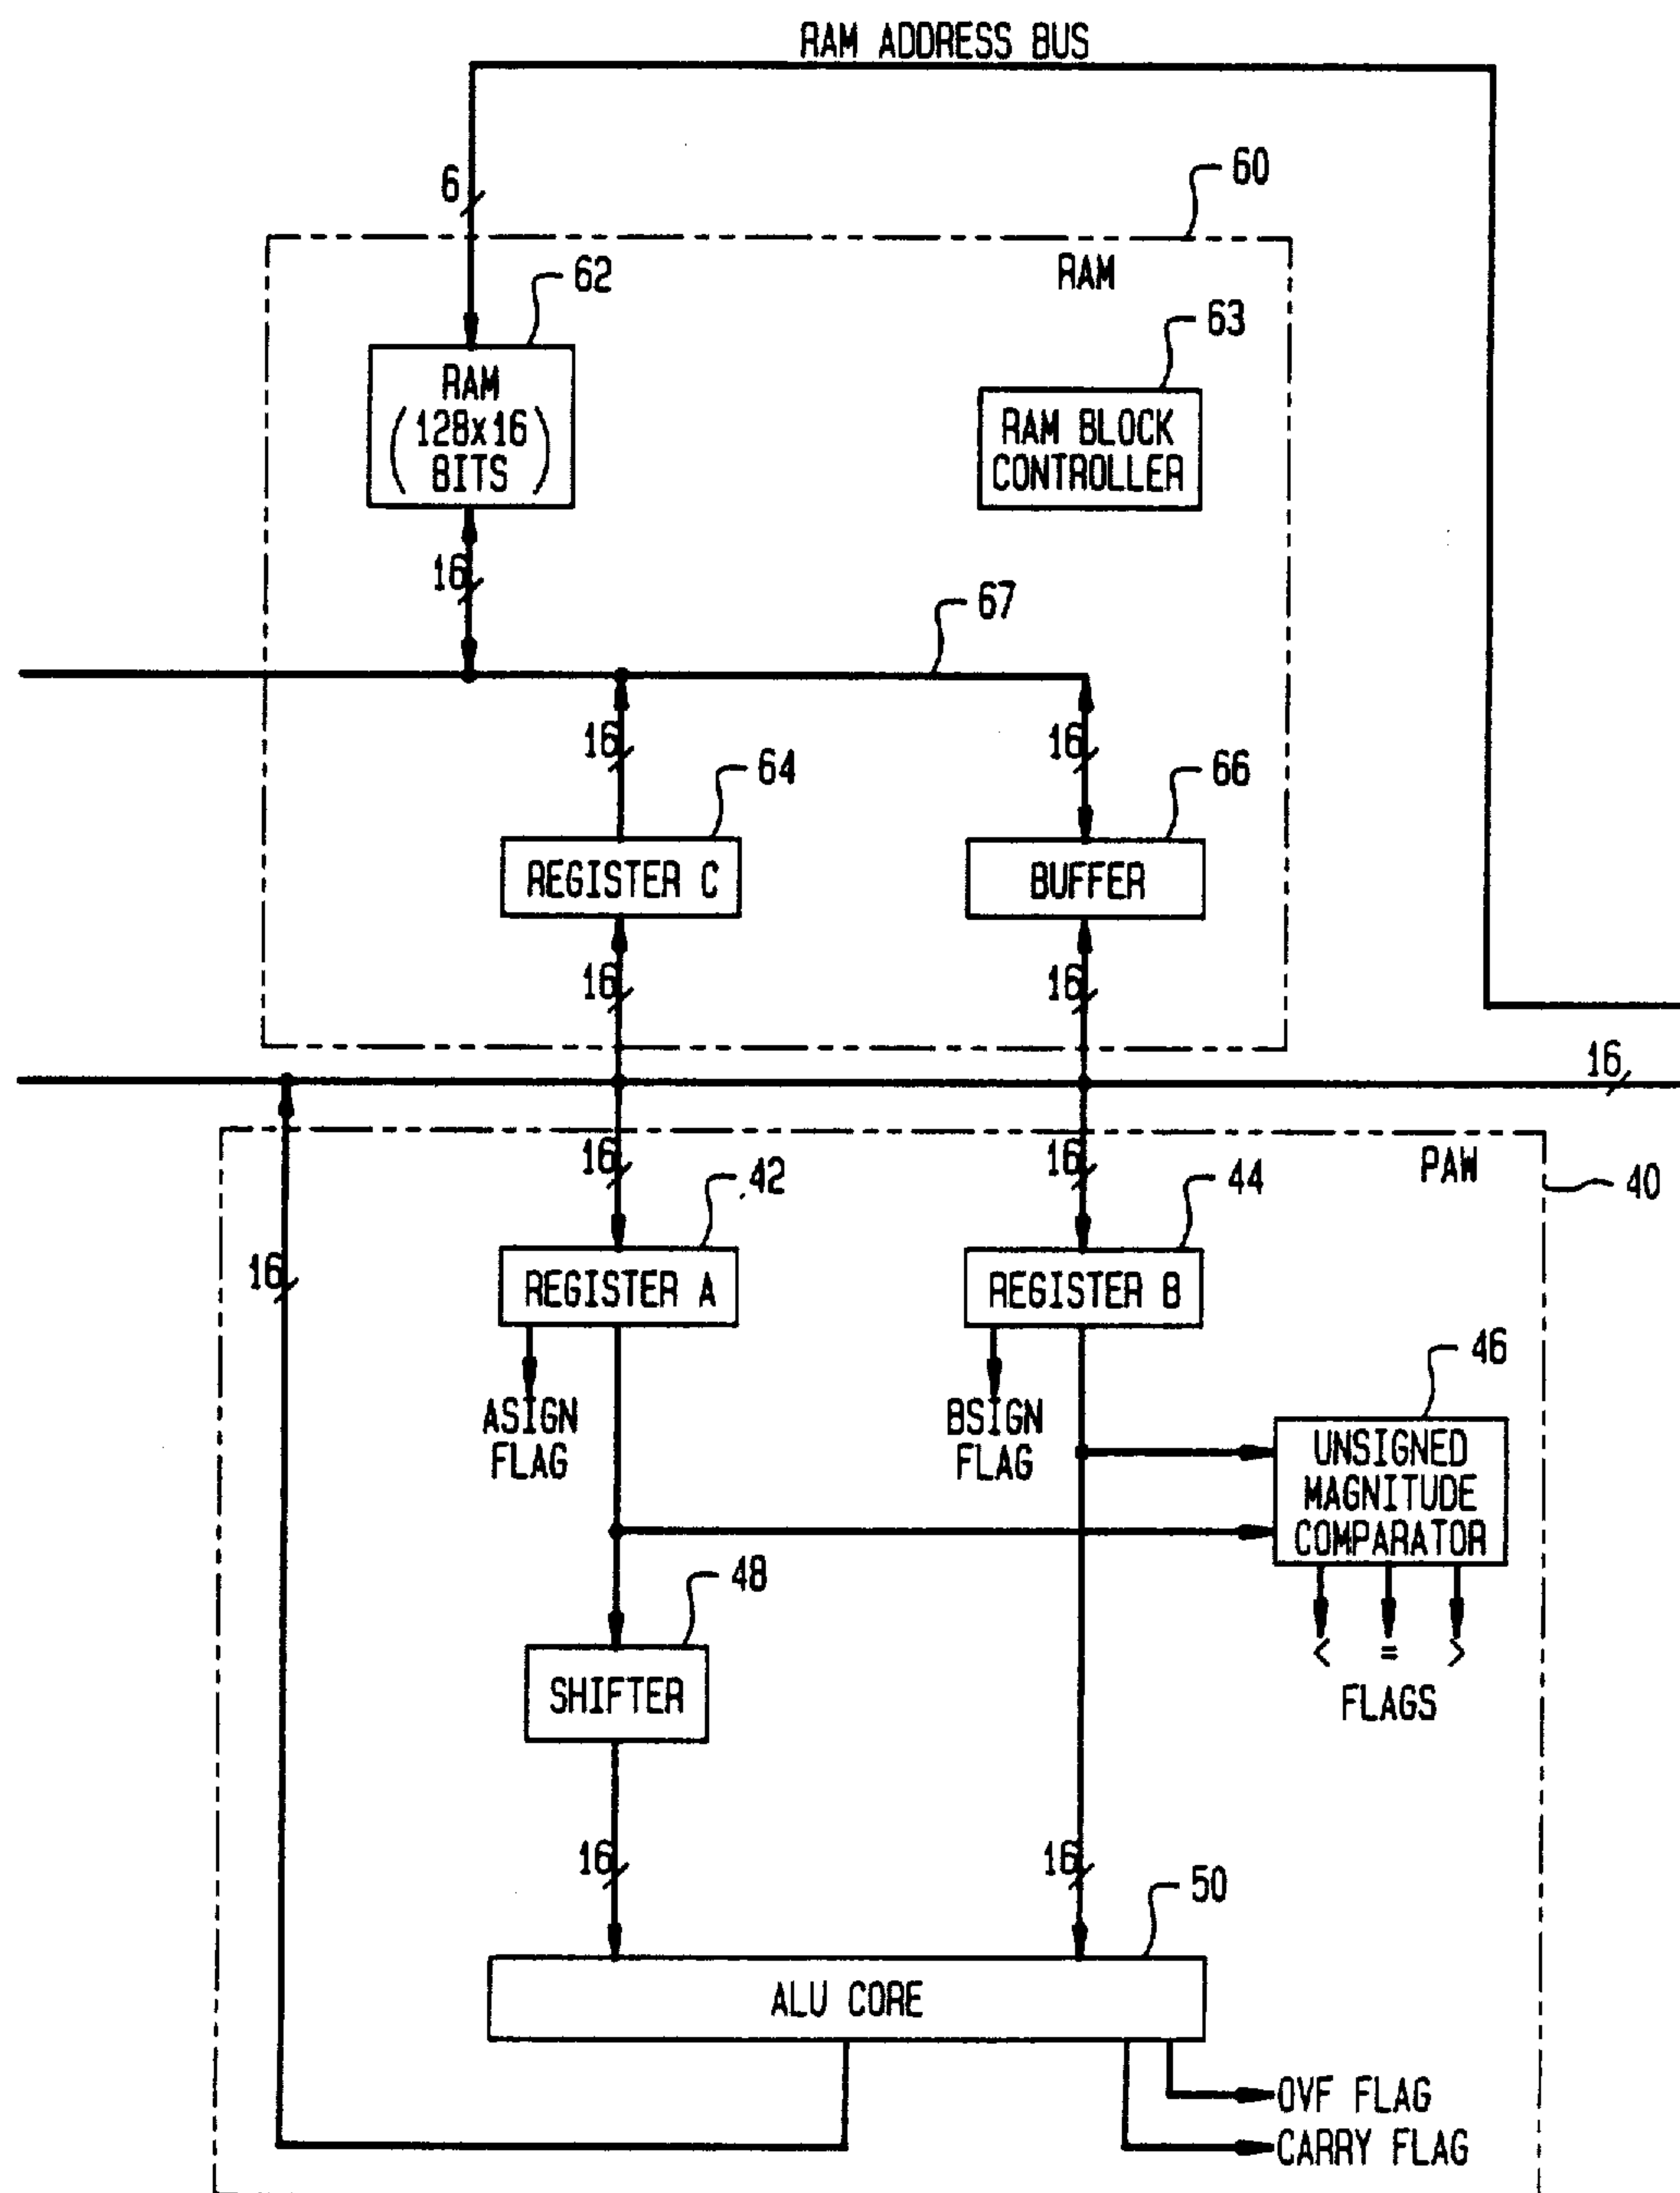 RAM ADDRESS BUS
6
60
RAM
62
63
RAM
(128x16)
BITS
RAM BLOCK
CONTROLLER
16
67
16
16
64
66
REGISTER C
BUFFER
16
16
16
16
16
PAW
42
44
40
16
REGISTER A
REGISTER B
46
ASIGN
FLAG
BSIGN
FLAG
UNSIGNED
MAGNITUDE
COMPARATOR
48
< = >
FLAGS
SHIFTER
16
16
50
ALU CORE
OVF FLAG
CARRY FLAG